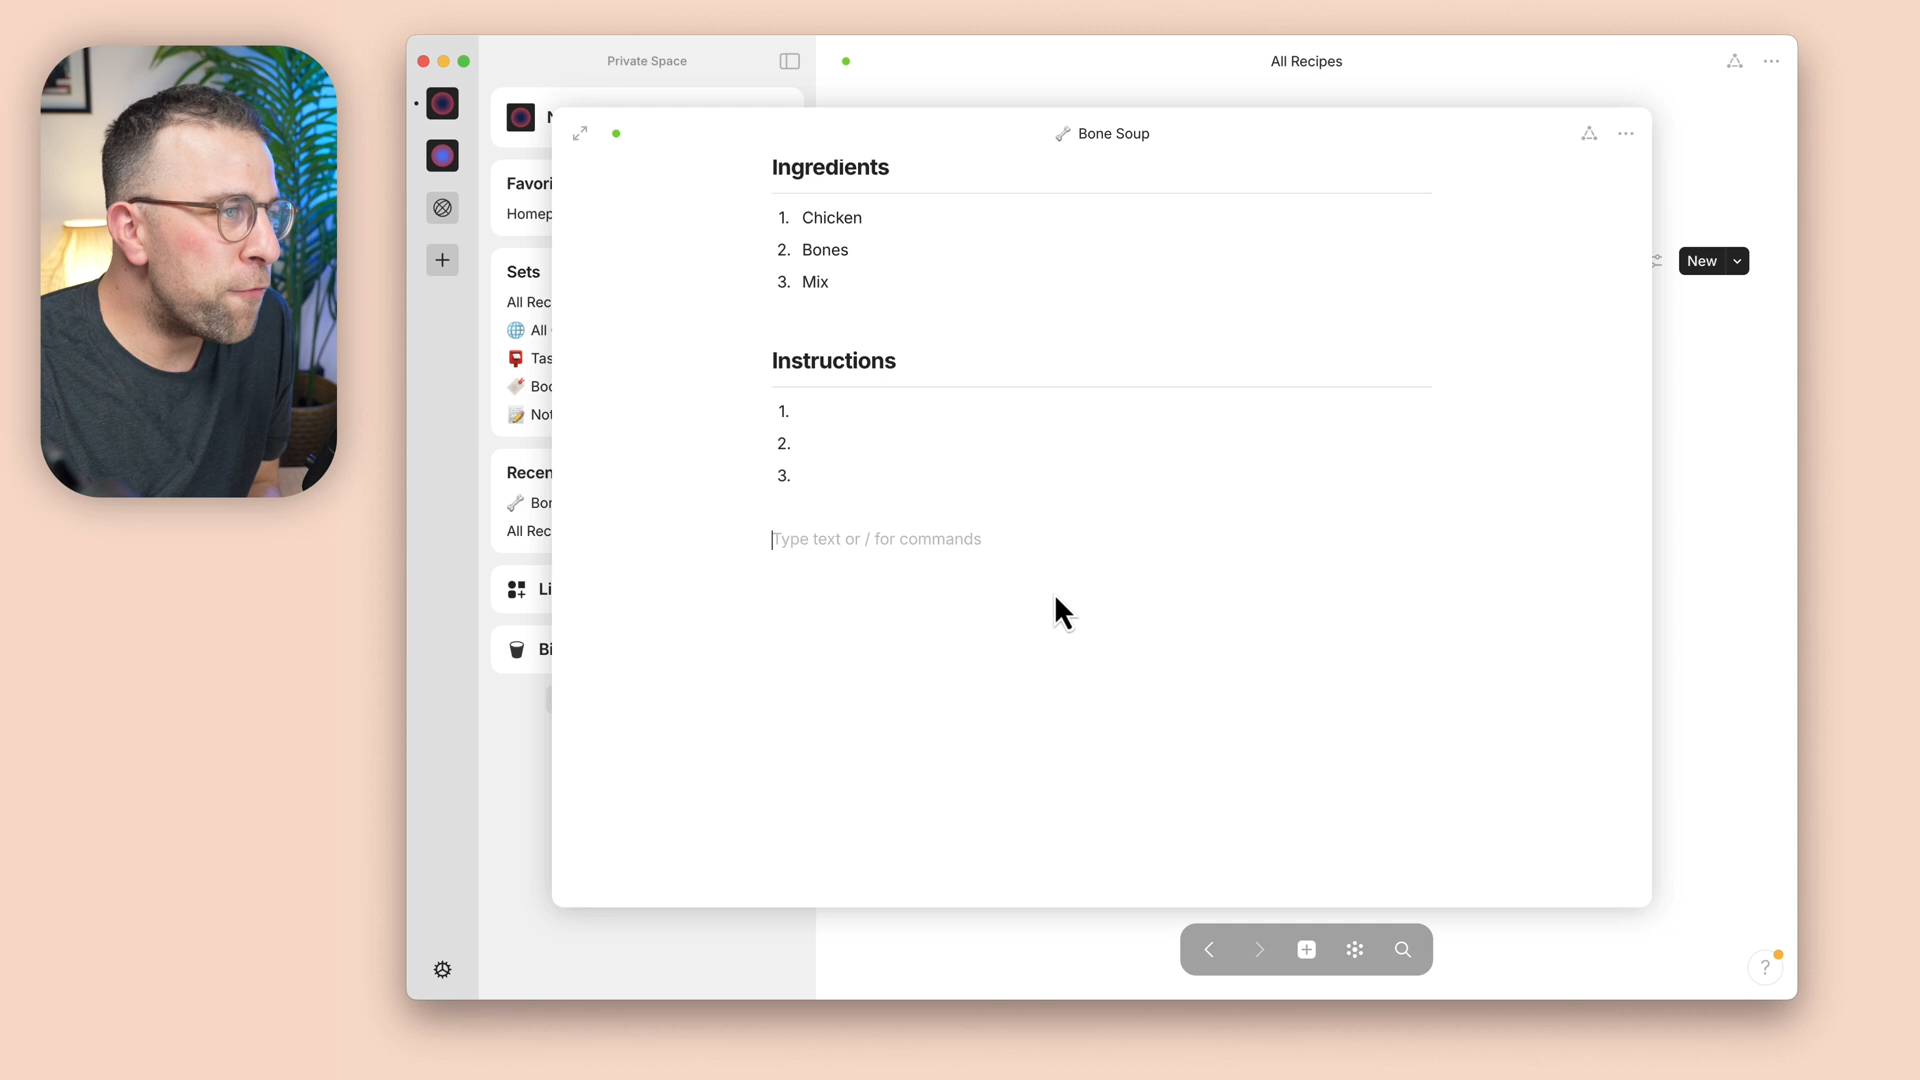 Private Space
All Recipes
N
Bone Soup
Favori
Homep
Ingredients
1. Chicken
2. Bones
3. Mix
New
Sets
All Rec
All
Tas
Boo
Not
Instructions
1.
2.
3.
Recen
Bor
All Rec
Type text or / for commands
Li
Bi
?